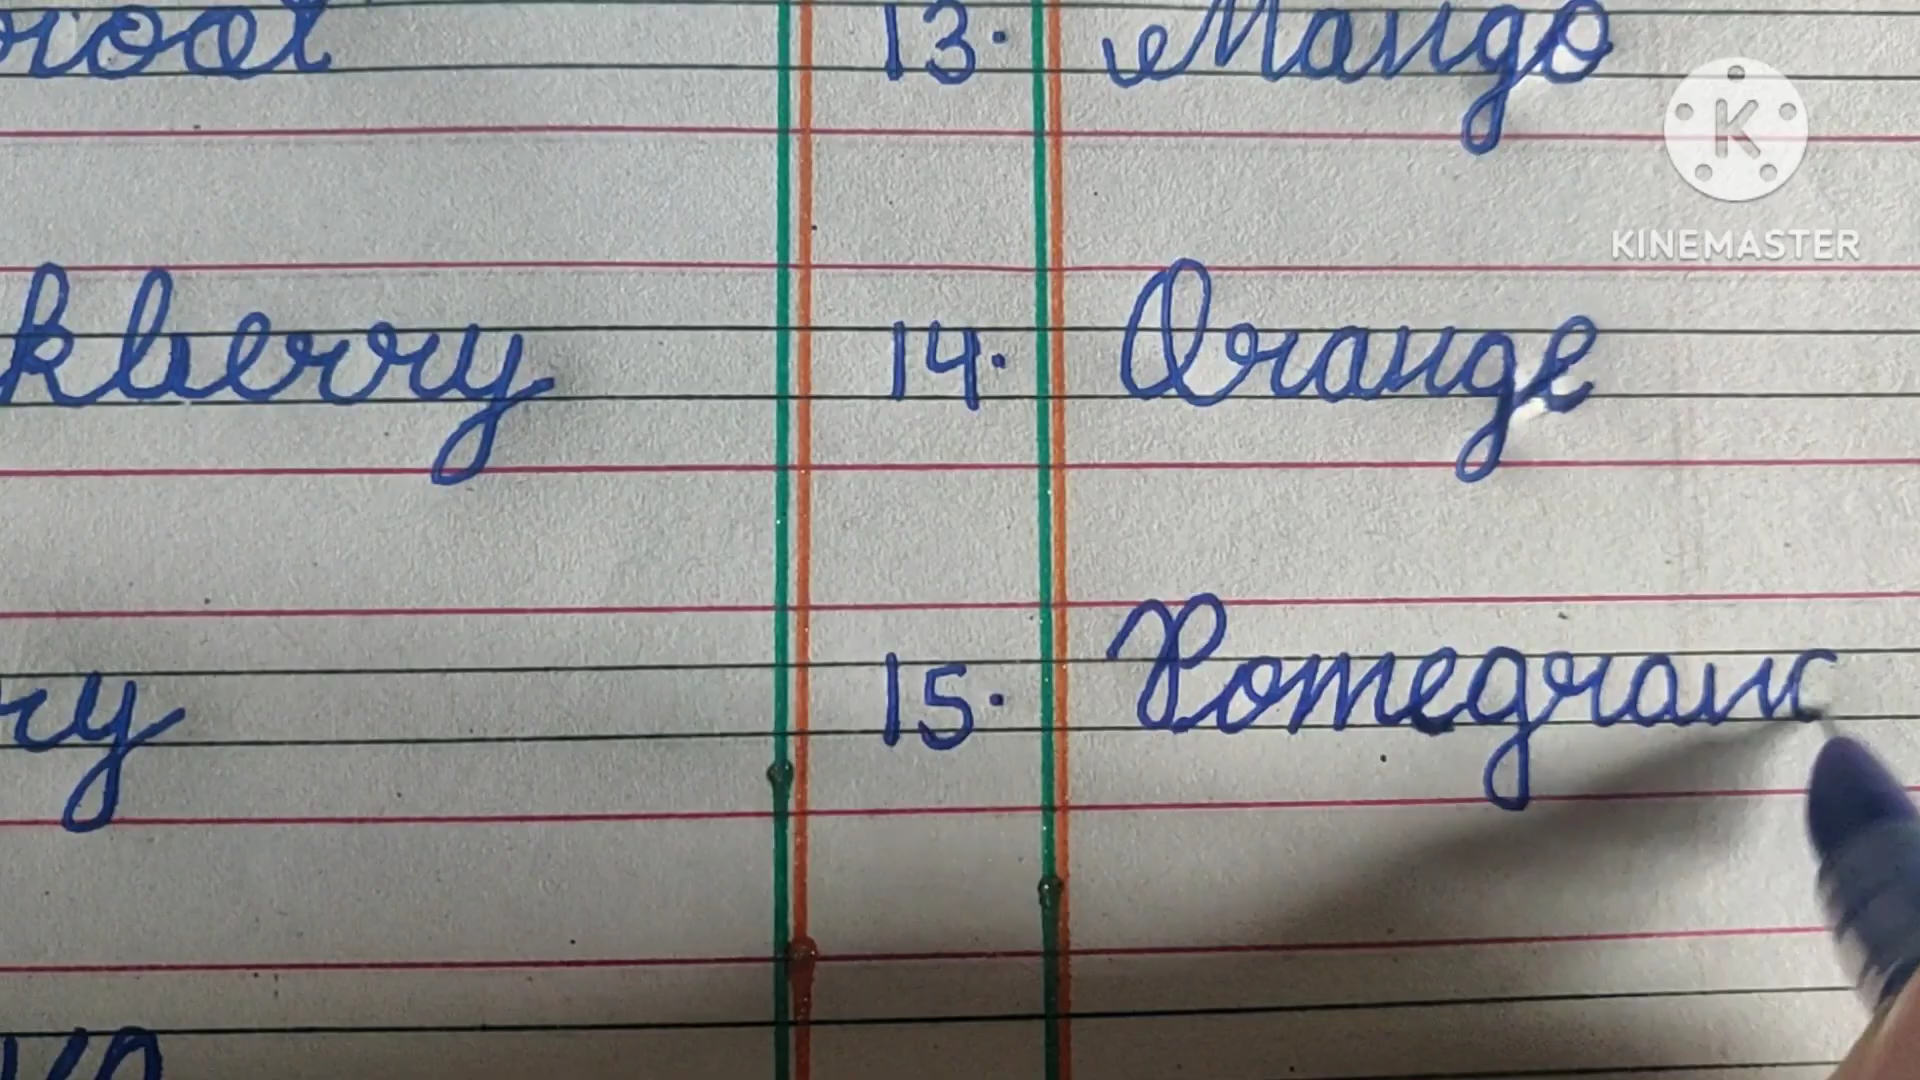 13. Mango
K
KINEMASTER
kberry 14. Orange
ry 15. Pomegran